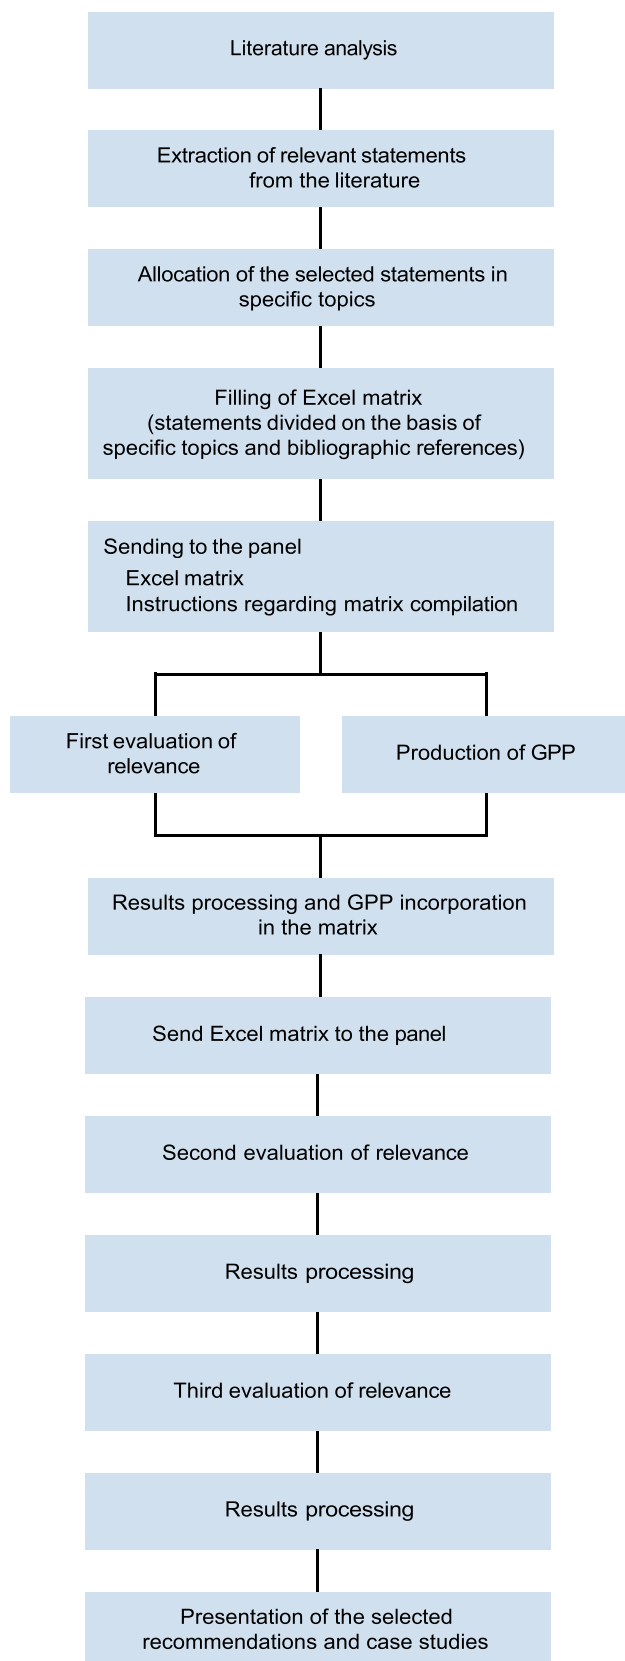 Literature analysis
Extraction of relevant statements
from the literature
Allocation of the selected statements in
specific topics
Filling of Excel matrix
(statements divided on the basis of
specific topics and bibliographic references)
Sending to the panel
Excel matrix
Instructions regarding matrix compilation
First evaluation of
relevance
Production of GPP
Results processing and GPP incorporation
in the matrix
Send Excel matrix to the panel
Second evaluation of relevance
Results processing
Third evaluation of relevance
Results processing
Presentation of the selected
recommendations and case studies